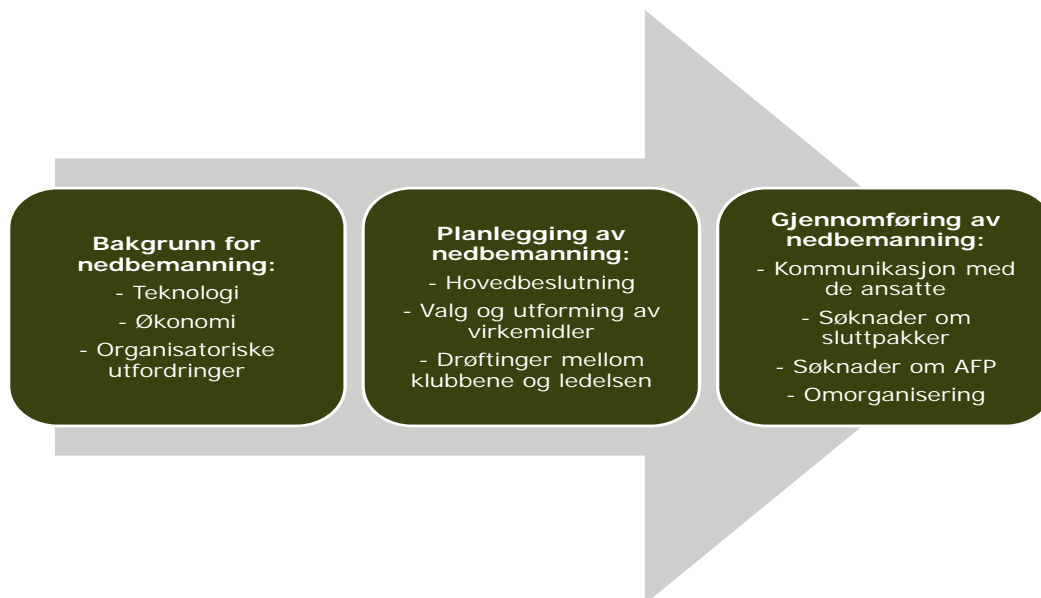 Bakgrunn for
nedbemanning:
- Teknologi
- Økonomi
- Organisatoriske
utfordringer
Planlegging av
nedbemanning:
- Hovedbeslutning
- Valg og utforming av
virkemidler
- Drøftinger mellom
klubbene og ledelsen
Gjennomføring av
nedbemanning:
- Kommunikasjon med
de ansatte
- Søknader om
sluttpakker
- Søknader om AFP
- Omorganisering